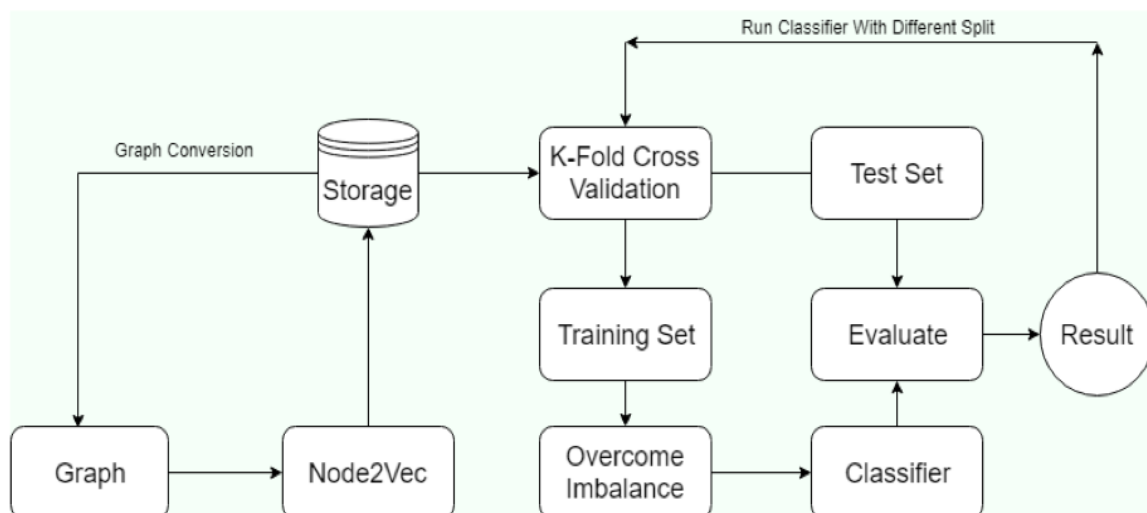 Run Classifier With Different Split
Graph Conversion
Storage
K-Fold Cross
Validation
Test Set
Training Set
Evaluate
Result
Graph
Node2Vec
Overcome
Imbalance
Classifier